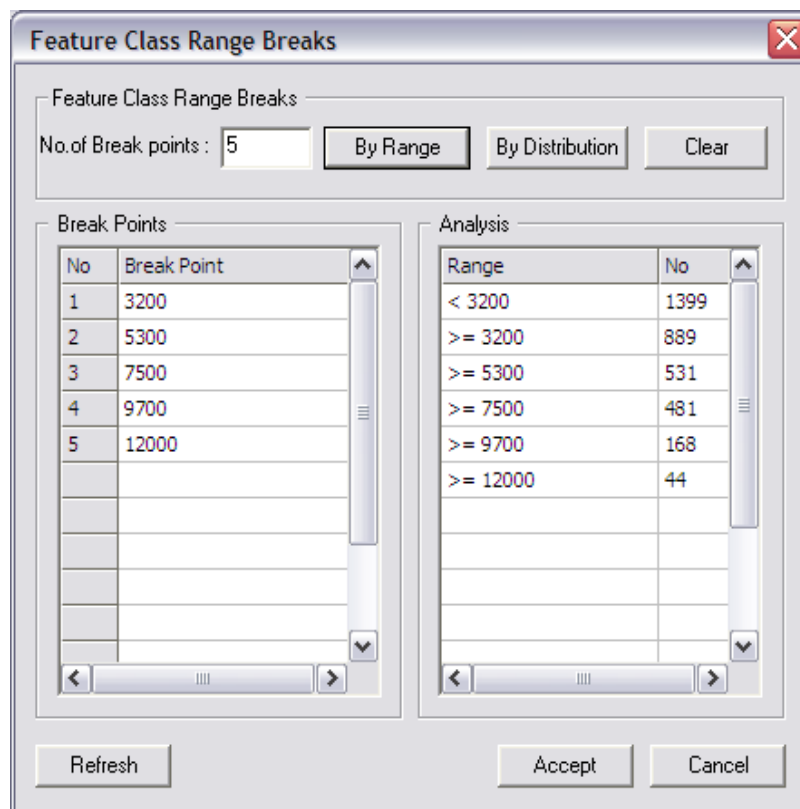 Feature Class Range Breaks
Feature Class Range Breaks
No.of Break points : 5 By Range By Distribution Clear
Break Points
No Break Point
1 3200
2 5300
3 7500
4 9700
5 12000
Analysis
Range No
< 3200 1399
>= 3200 889
>= 5300 531
>= 7500 481
>= 9700 168
>= 12000 44
Refresh Accept Cancel